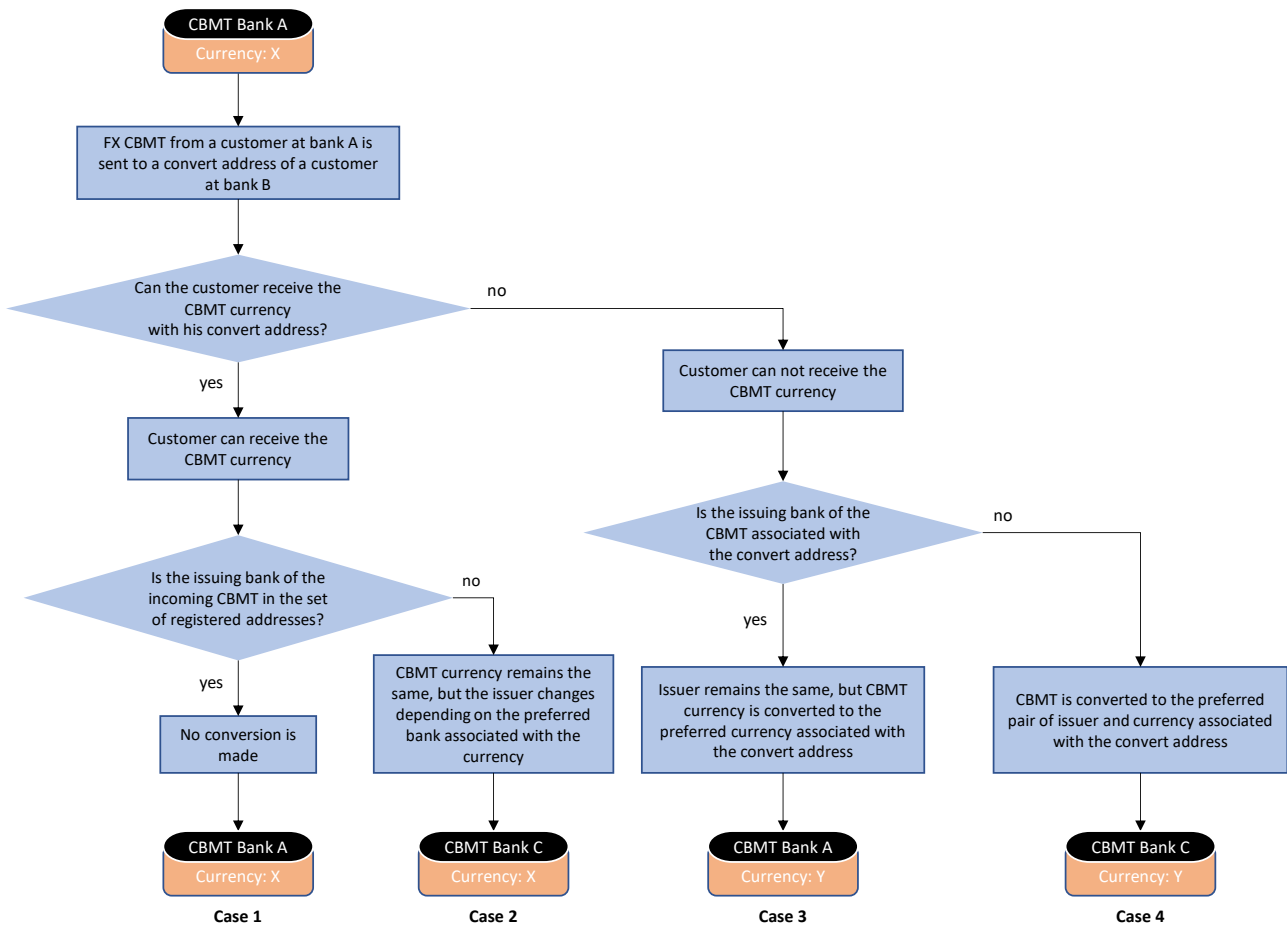 CBMT Bank A
Currency: X
FX CBMT from a customer at bank A is
sent to a convert address of a customer
at bank B
Can the customer receive the
CBMT currency
with his convert address?
no
yes
Customer can not receive the
CBMT currency
Customer can receive the
CBMT currency
Is the issuing bank of the
CBMT associated with
the convert address?
no
yes
Is the issuing bank of the
incoming CBMT in the set
of registered addresses?
no
yes
No conversion is
made
CBMT currency remains the
same, but the issuer changes
depending on the preferred
bank associated with the
currency
Issuer remains the same, but CBMT
currency is converted to the
preferred currency associated with
the convert address
CBMT is converted to the preferred
pair of issuer and currency associated
with the convert address
CBMT Bank A
Currency: X
Case 1
CBMT Bank C
Currency: X
Case 2
CBMT Bank A
Currency: Y
Case 3
CBMT Bank C
Currency: Y
Case 4